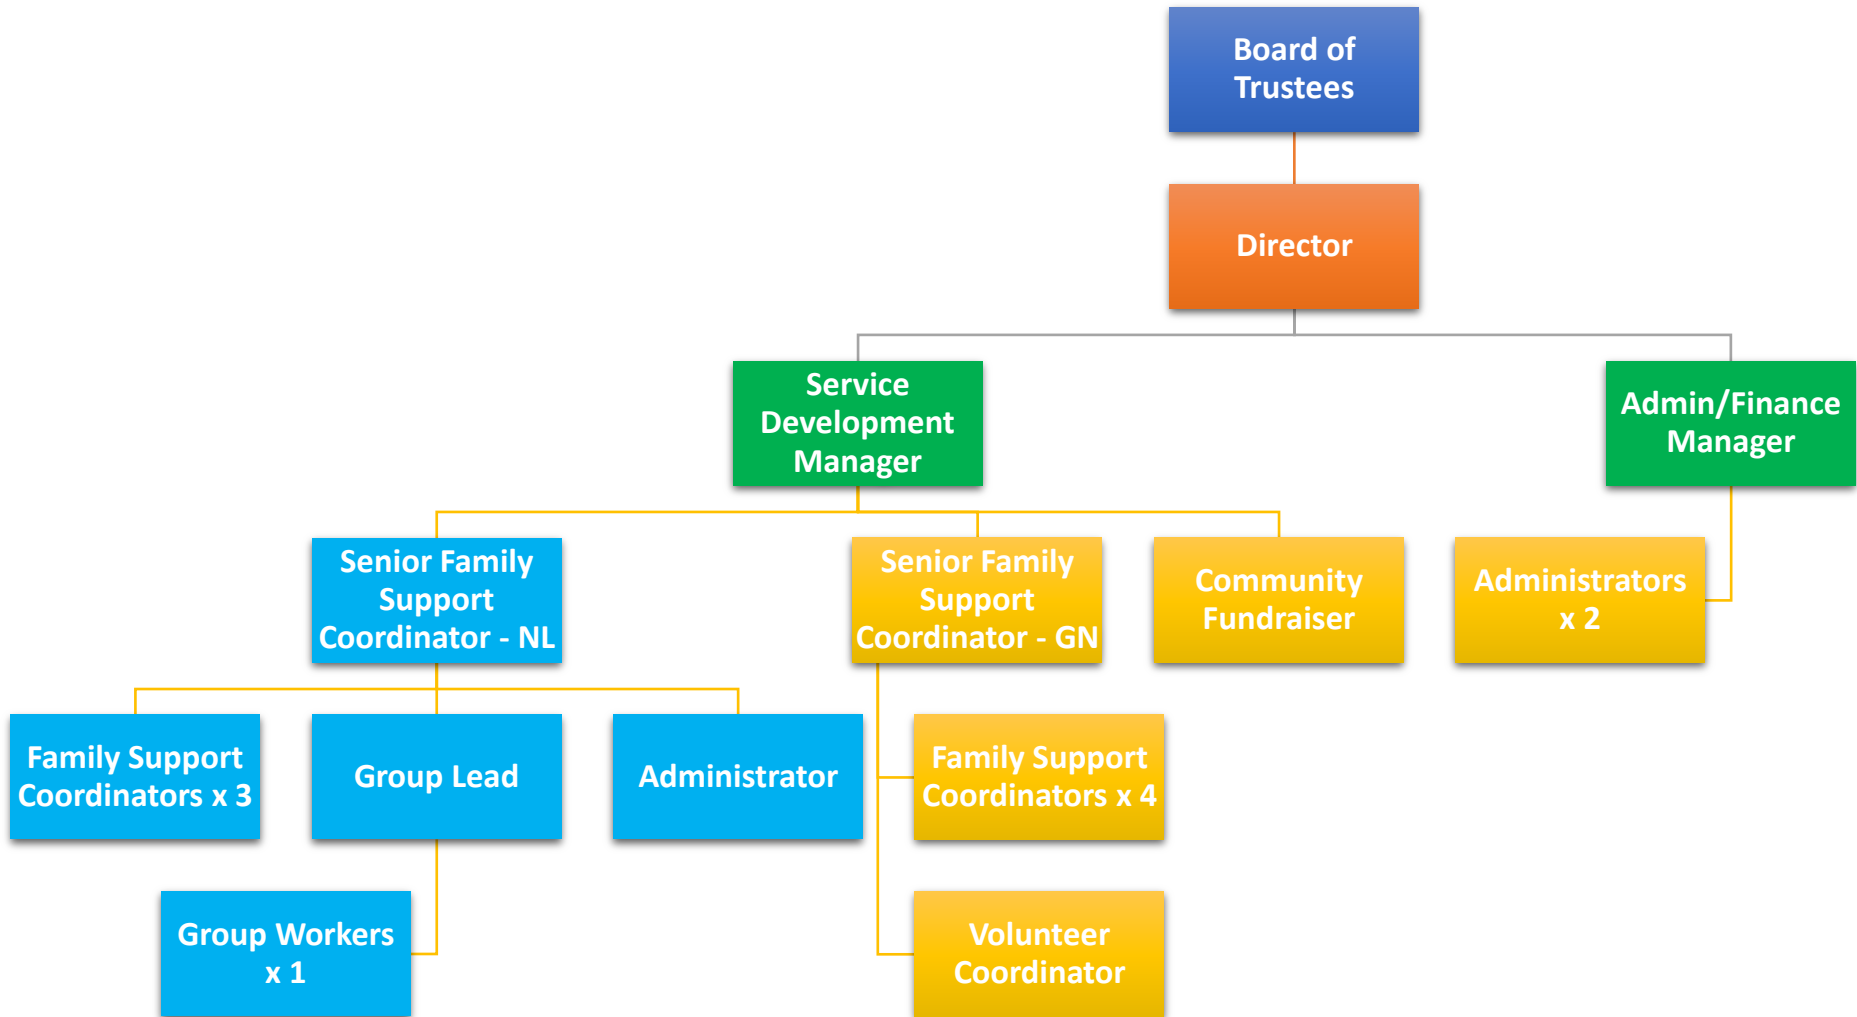 Board of
Trustees
Director
Service
Development
Manager
Admin/Finance
Manager
Senior Family
Support
Coordinator - NL
Senior Family
Support
Coordinator - GN
Community
Fundraiser
Administrators
x 2
Family Support
Coordinators x 3
Group Lead
Administrator
Family Support
Coordinators x 4
Group Workers
x 1
Volunteer
Coordinator